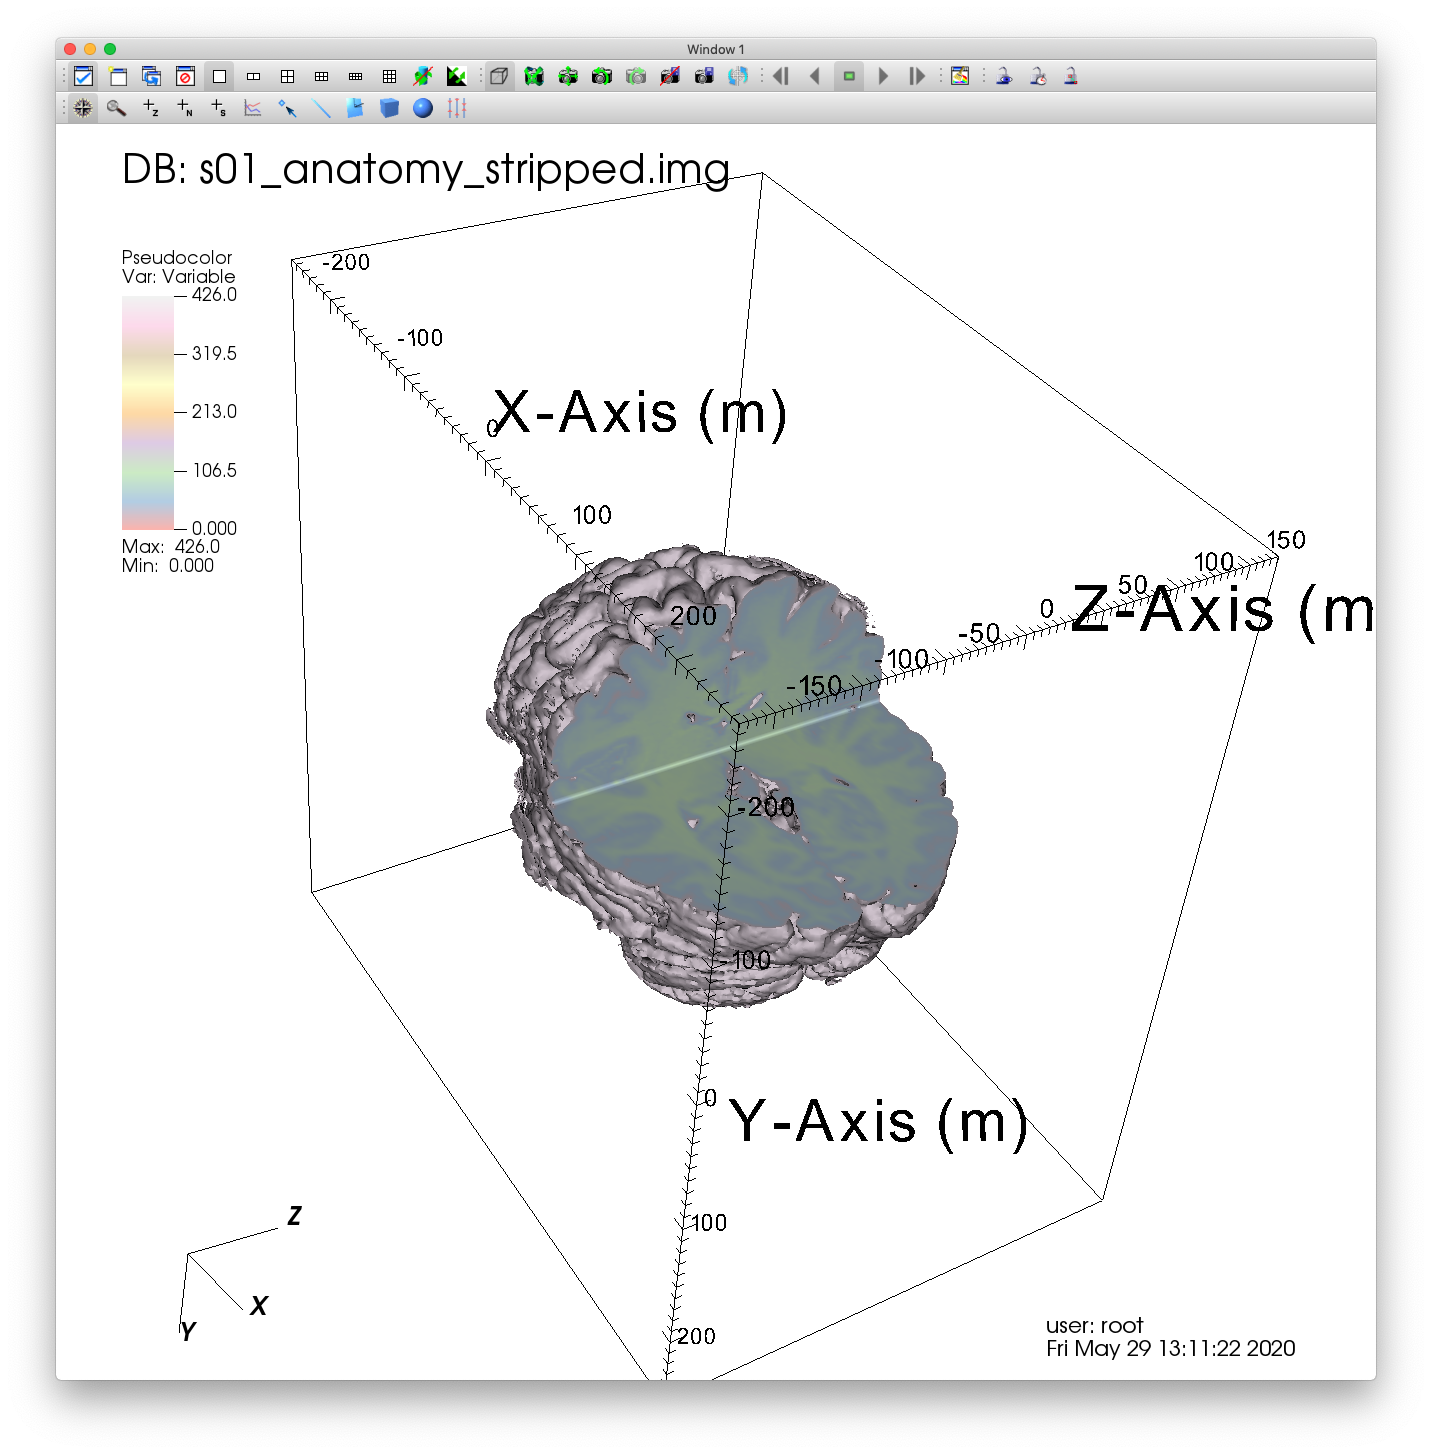 Window 1
DB: s01_anatomy_stripped.img
Pseudocolor
Var: Variable
426.0
319.5
213.0
106.5
0.000
Max: 426.0
Min: 0.000
-200
-100
0
100
200
X-Axis (m)
150
100
50
0
-50
-100
-150
Z-Axis (m
-200
-100
0
100
200
Y-Axis (m)
Z
X
Y
user: root
Fri May 29 13:11:22 2020